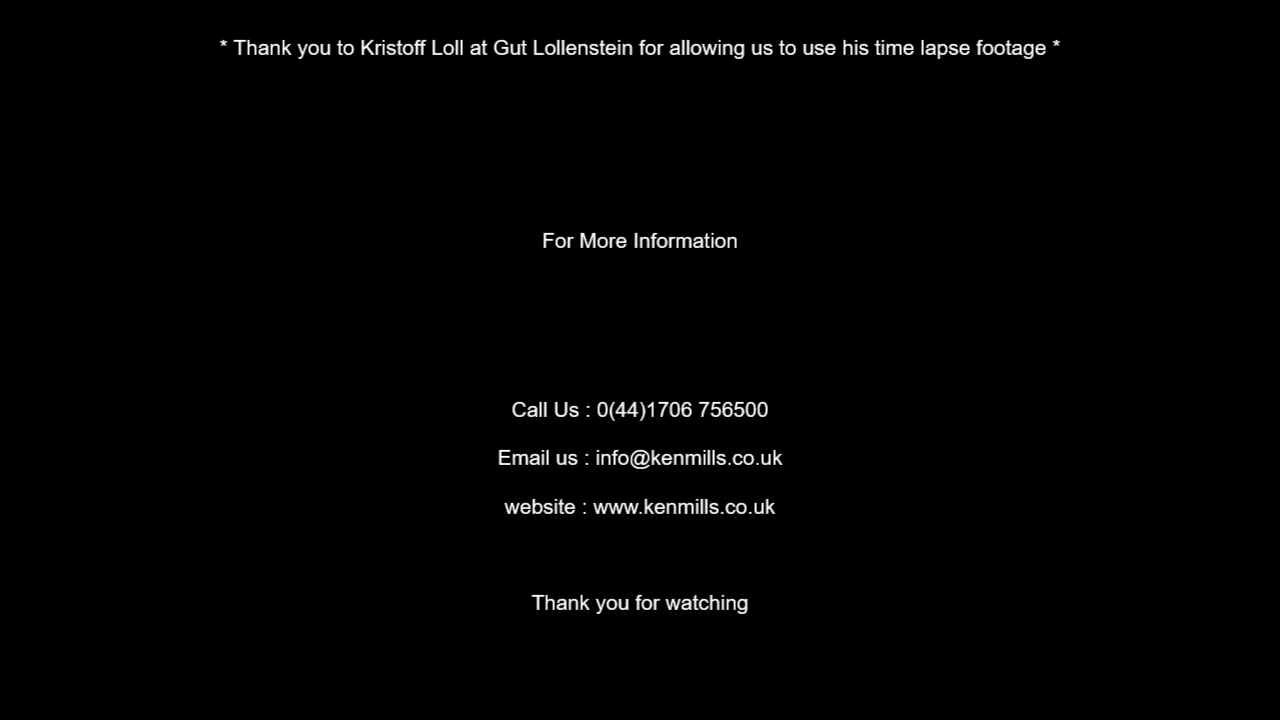 * Thank you to Kristoff Loll at Gut Lollenstein for allowing us to use his time lapse footage *
For More Information
Call Us : 0(44)1706 756500
Email us : info@kenmills.co.uk
website : www.kenmills.co.uk
Thank you for watching